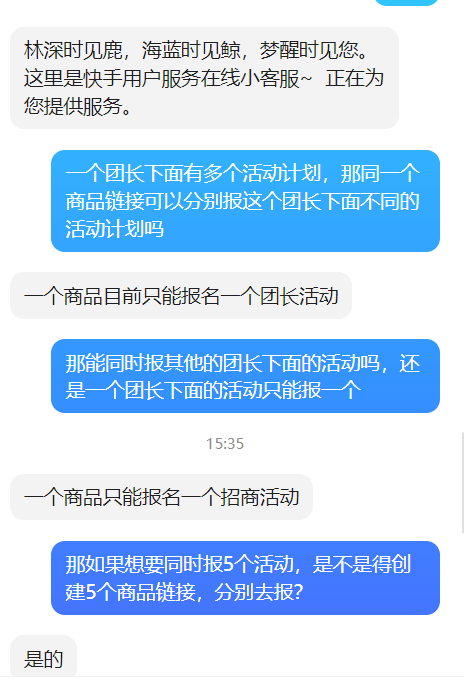 林深时见鹿，海蓝时见鲸，梦醒时见您。
这里是快手用户服务在线小客服~  正在为
您提供服务。
一个团长下面有多个活动计划，那同一个
商品链接可以分别报这个团长下面不同的
活动计划吗
一个商品目前只能报名一个团长活动
那能同时报其他的团长下面的活动吗，还
是一个团长下面的活动只能报一个
15:35
一个商品只能报名一个招商活动
那如果想要同时报5个活动，是不是得创
建5个商品链接，分别去报？
是的